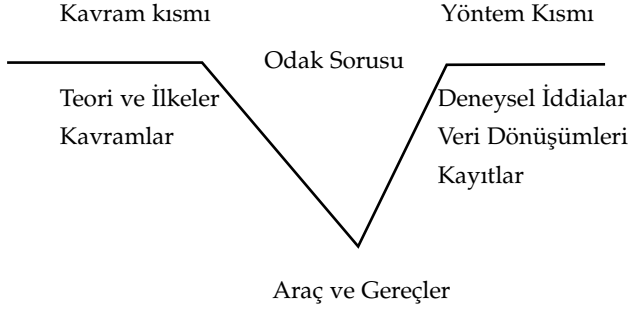 Kavram kısmı
Yöntem Kısmı
Odak Sorusu
Teori ve İlkeler
Kavramlar
Deneysel İddialar
Veri Dönüşümleri
Kayıtlar
Araç ve Gereçler